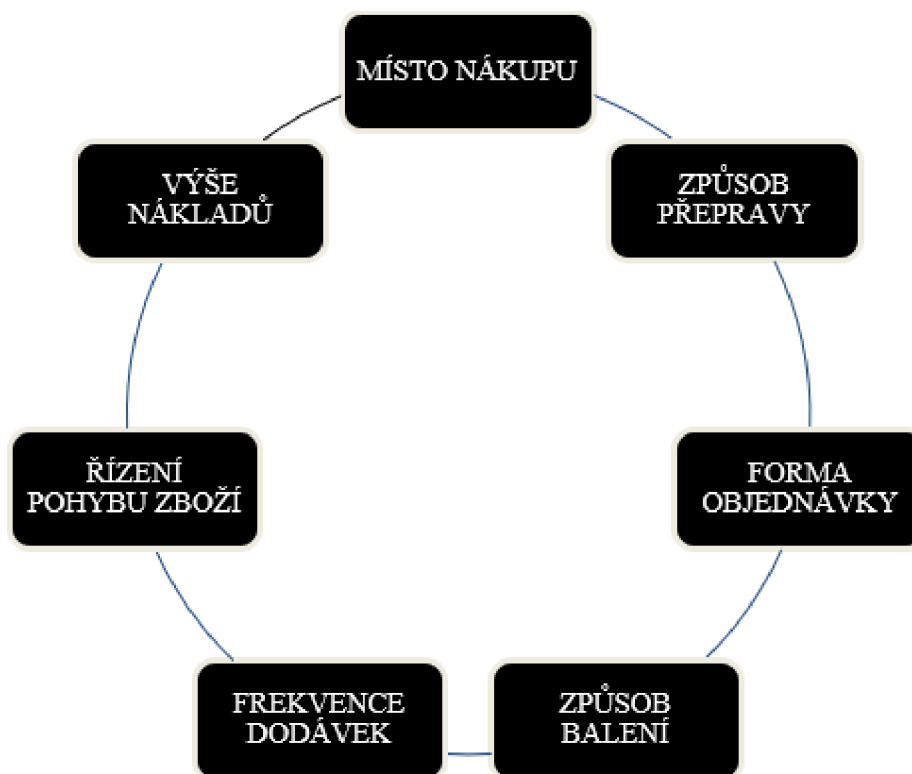 MÍSTO NÁKUPU
ZPŮSOB
PŘEPRAVY
FORMA
OBJEDNÁVKY
ZPŮSOB
BALENÍ
FREKVENCE
DODÁVEK
ŘÍZENÍ
POHYBU ZBOŽÍ
VÝŠE
NÁKLADŮ